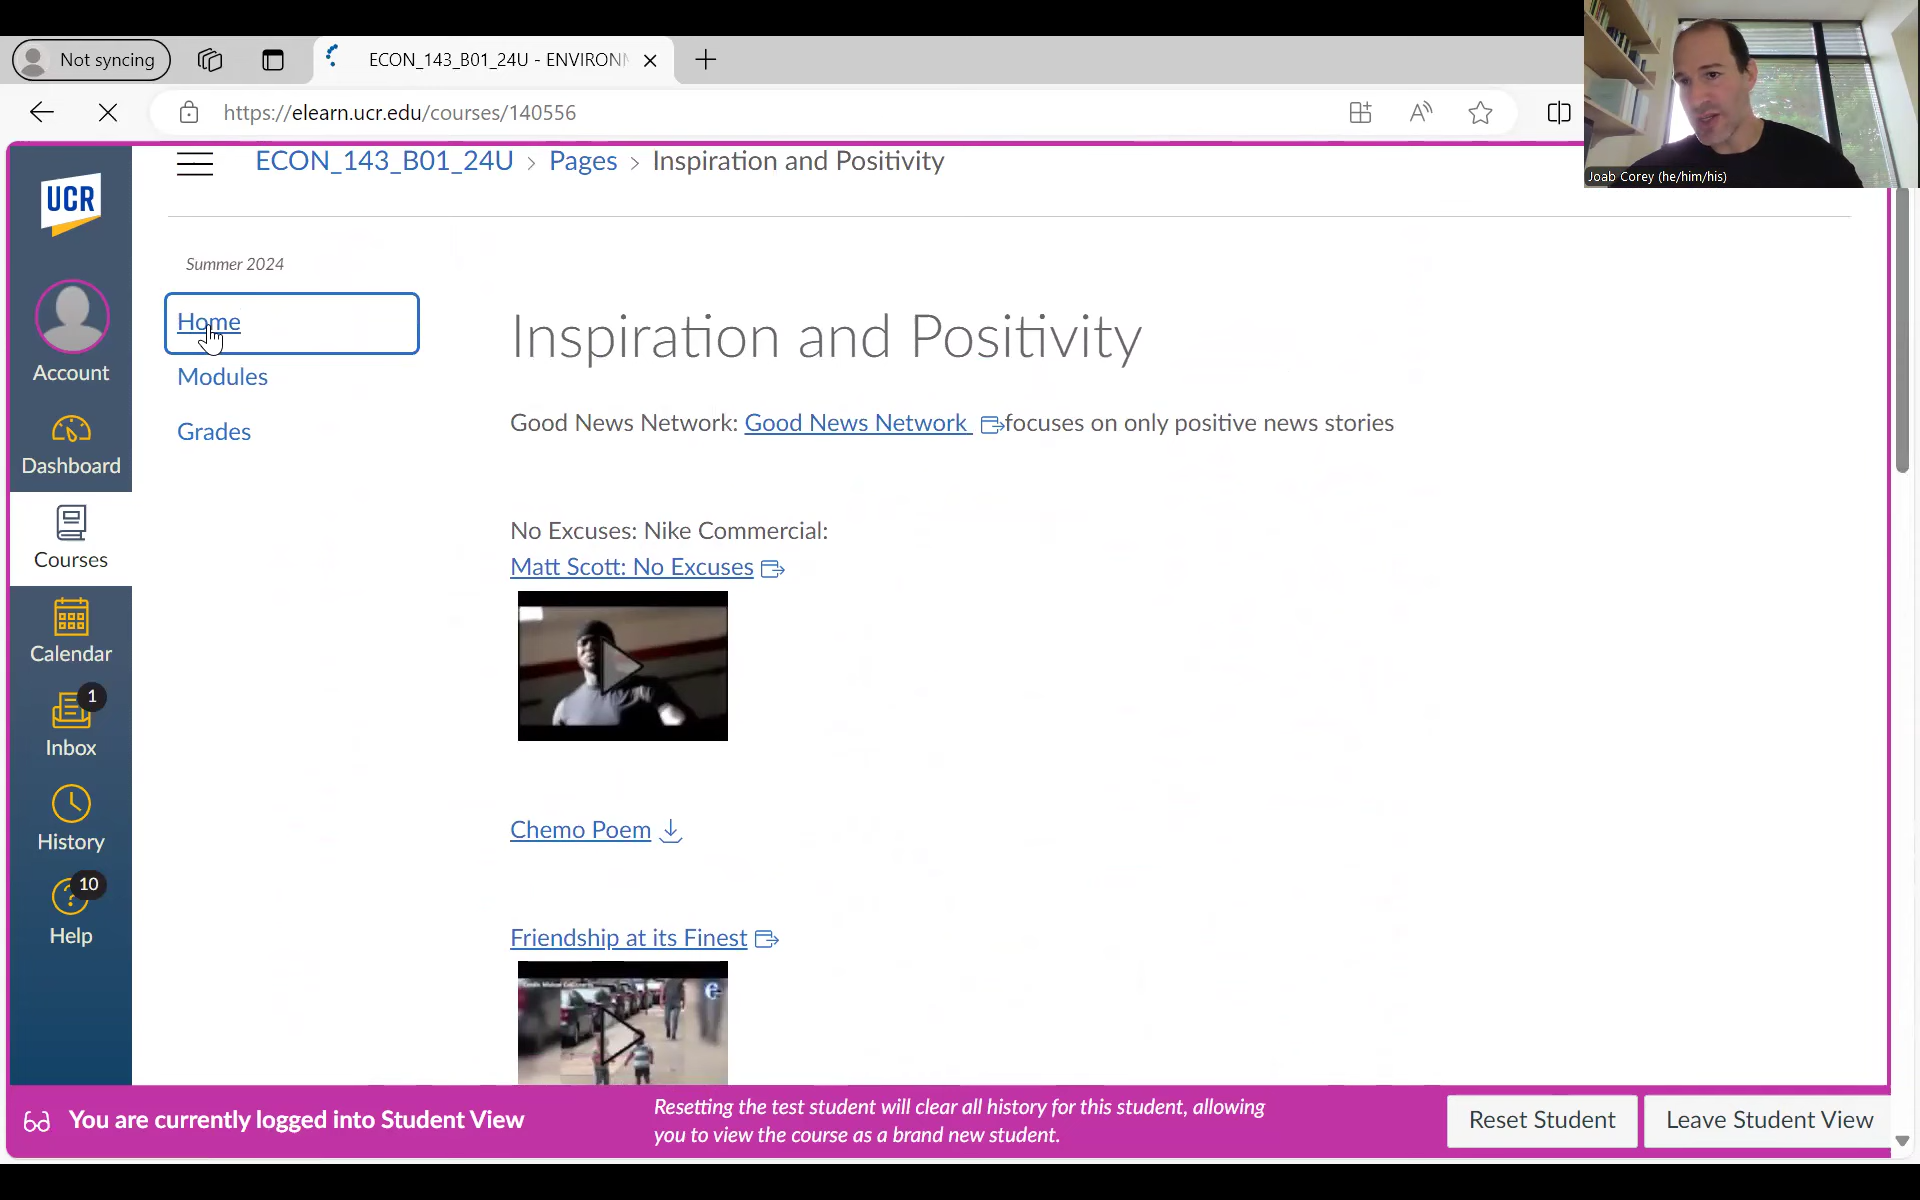 Not syncing
ECON_143_B01_24U - ENVIRON
https://elearn.ucr.edu/courses/140556
Joab Corey (he/him/his)
UCR
ECON_143_B01_24U > Pages > Inspiration and Positivity
Summer 2024
Home
Modules
Grades
Account
Dashboard
Courses
Calendar
1
Inbox
History
10
Help
Inspiration and Positivity
Good News Network: Good News Network focuses on only positive news stories
No Excuses: Nike Commercial:
Matt Scott: No Excuses
Chemo Poem
Friendship at its Finest
You are currently logged into Student View
Resetting the test student will clear all history for this student, allowing
you to view the course as a brand new student.
Reset Student
Leave Student View